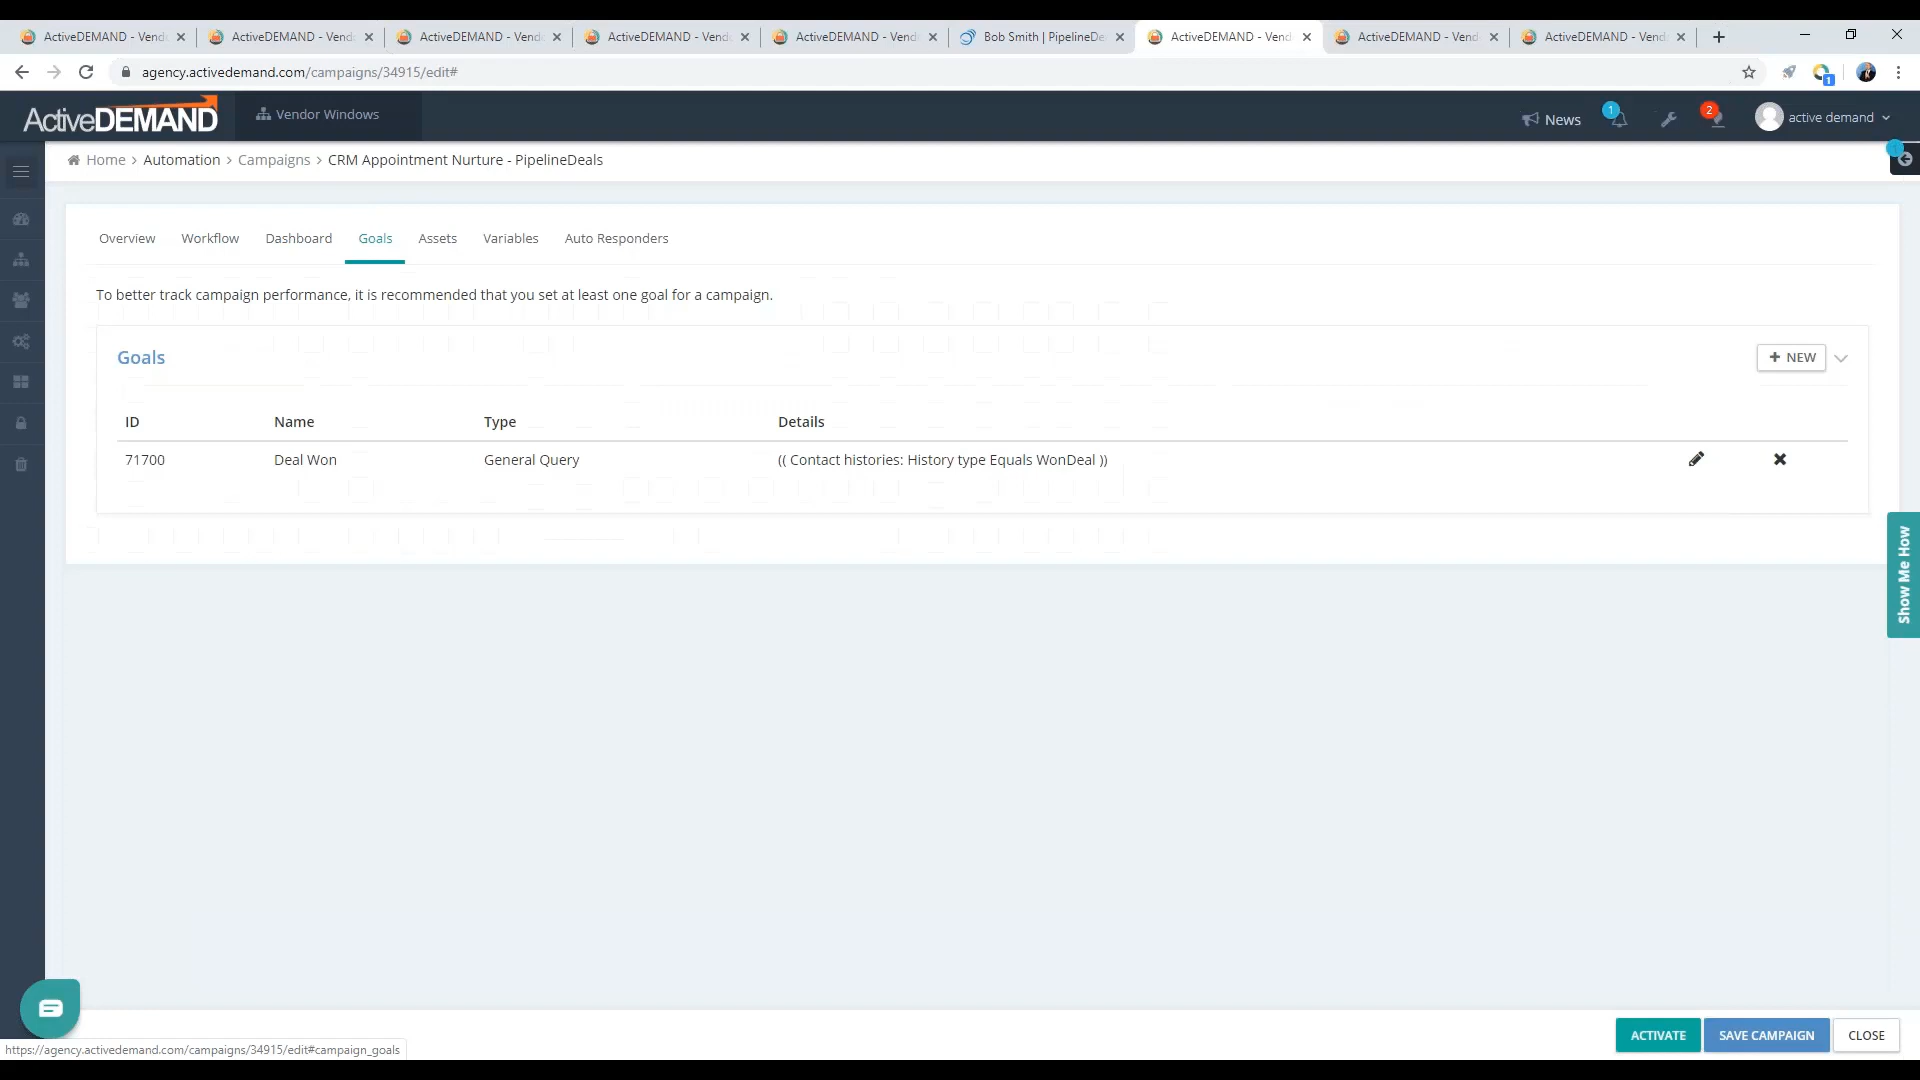 ActiveDEMAND - Vend
ActiveDEMAND - Vend
ActiveDEMAND - Vend
ActiveDEMAND - Vend
ActiveDEMAND - Vend
Bob Smith | PipelineDe
ActiveDEMAND - Vend
ActiveDEMAND - Vend
ActiveDEMAND - Vend
agency.activedemand.com/campaigns/34915/edit#
1
ActiveDEMAND
Vendor Windows
News
1
2
active demand
Home > Automation > Campaigns > CRM Appointment Nurture - PipelineDeals
Overview Workflow Dashboard Goals Assets Variables Auto Responders
To better track campaign performance, it is recommended that you set at least one goal for a campaign.
Goals
+ NEW
ID Name Type Details
71700 Deal Won General Query (( Contact histories: History type Equals WonDeal ))
Show Me How
ACTIVATE SAVE CAMPAIGN CLOSE
https://agency.activedemand.com/campaigns/34915/edit#campaign_goals